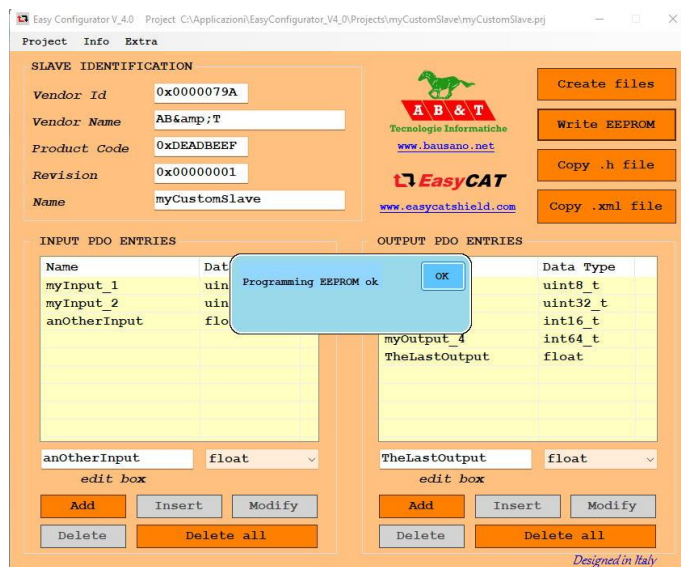 Easy Configurator V_4.0 Project C:\Applicazioni\EasyConfigurator_V4_0\Projects\myCustomSlave\myCustomSlave.prj
Project Info Extra
SLAVE IDENTIFICATION
Vendor Id 0x0000079A
Vendor Name AB&amp;T
Product Code 0xDEADBEEF
Revision 0x00000001
Name myCustomSlave
A B & T
Tecnologie Informatiche
www.bausano.net
EasyCAT
www.easycatshield.com
Create files
Write EEPROM
Copy .h file
Copy .xml file
INPUT PDO ENTRIES
Name Dat
myInput_1 uin
myInput_2 uin
anOtherInput flo
anOtherInput float
edit box
Add Insert Modify
Delete Delete all
Programming EEPROM ok
OK
OUTPUT PDO ENTRIES
Data Type
uint8_t
uint32_t
int16_t
myOutput_4 int64_t
TheLastOutput float
TheLastOutput float
edit box
Add Insert Modify
Delete Delete all
Designed in Italy